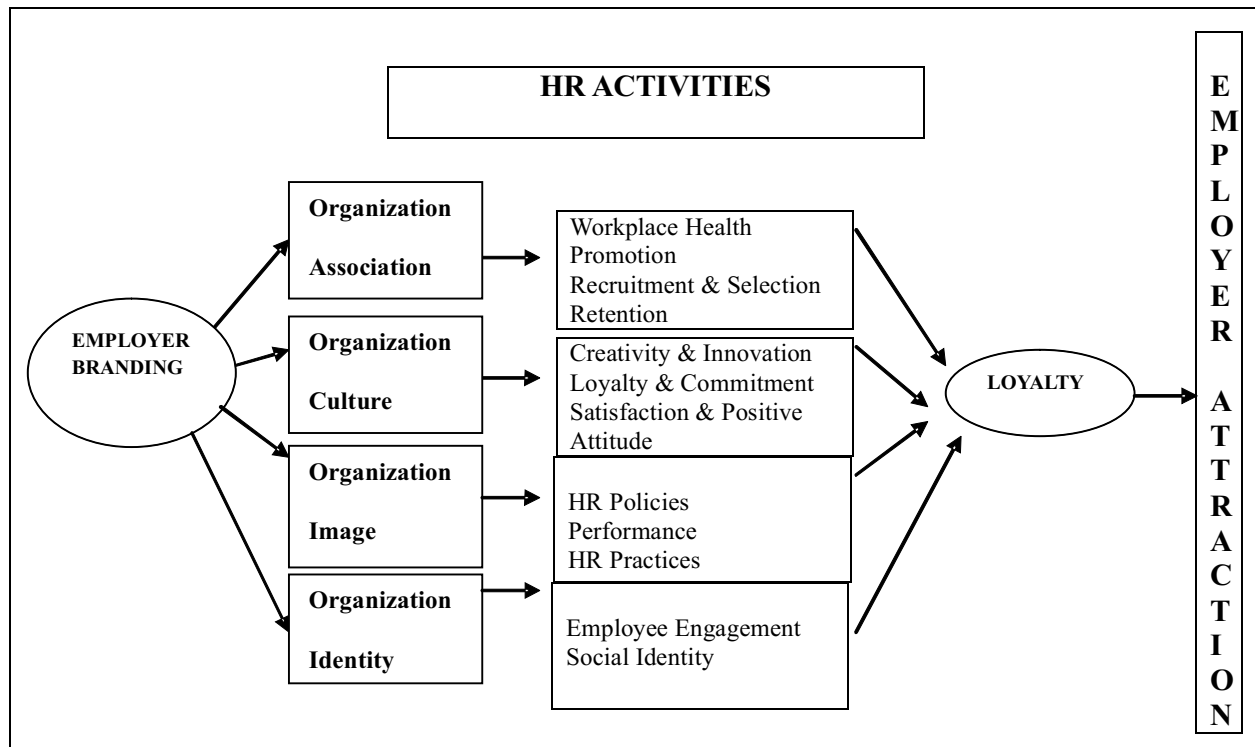 HR ACTIVITIES
EMPLOYER
BRANDING
Organization
Association
Organization
Culture
Organization
Image
Organization
Identity
Workplace Health
Promotion
Recruitment & Selection
Retention
Creativity & Innovation
Loyalty & Commitment
Satisfaction & Positive
Attitude
HR Policies
Performance
HR Practices
Employee Engagement
Social Identity
LOYALTY
E
M
P
L
O
Y
E
R
A
T
T
R
A
C
T
I
O
N